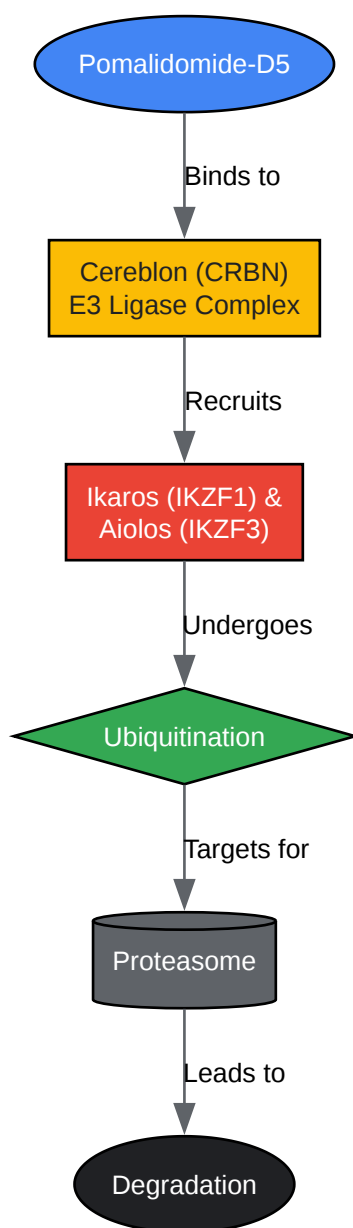 Pomalidomide-D5
Binds to
Cereblon (CRBN)
E3 Ligase Complex
Recruits
Ikaros (IKZF1) &
Aiolos (IKZF3)
Undergoes
Ubiquitination
Targets for
Proteasome
Leads to
Degradation